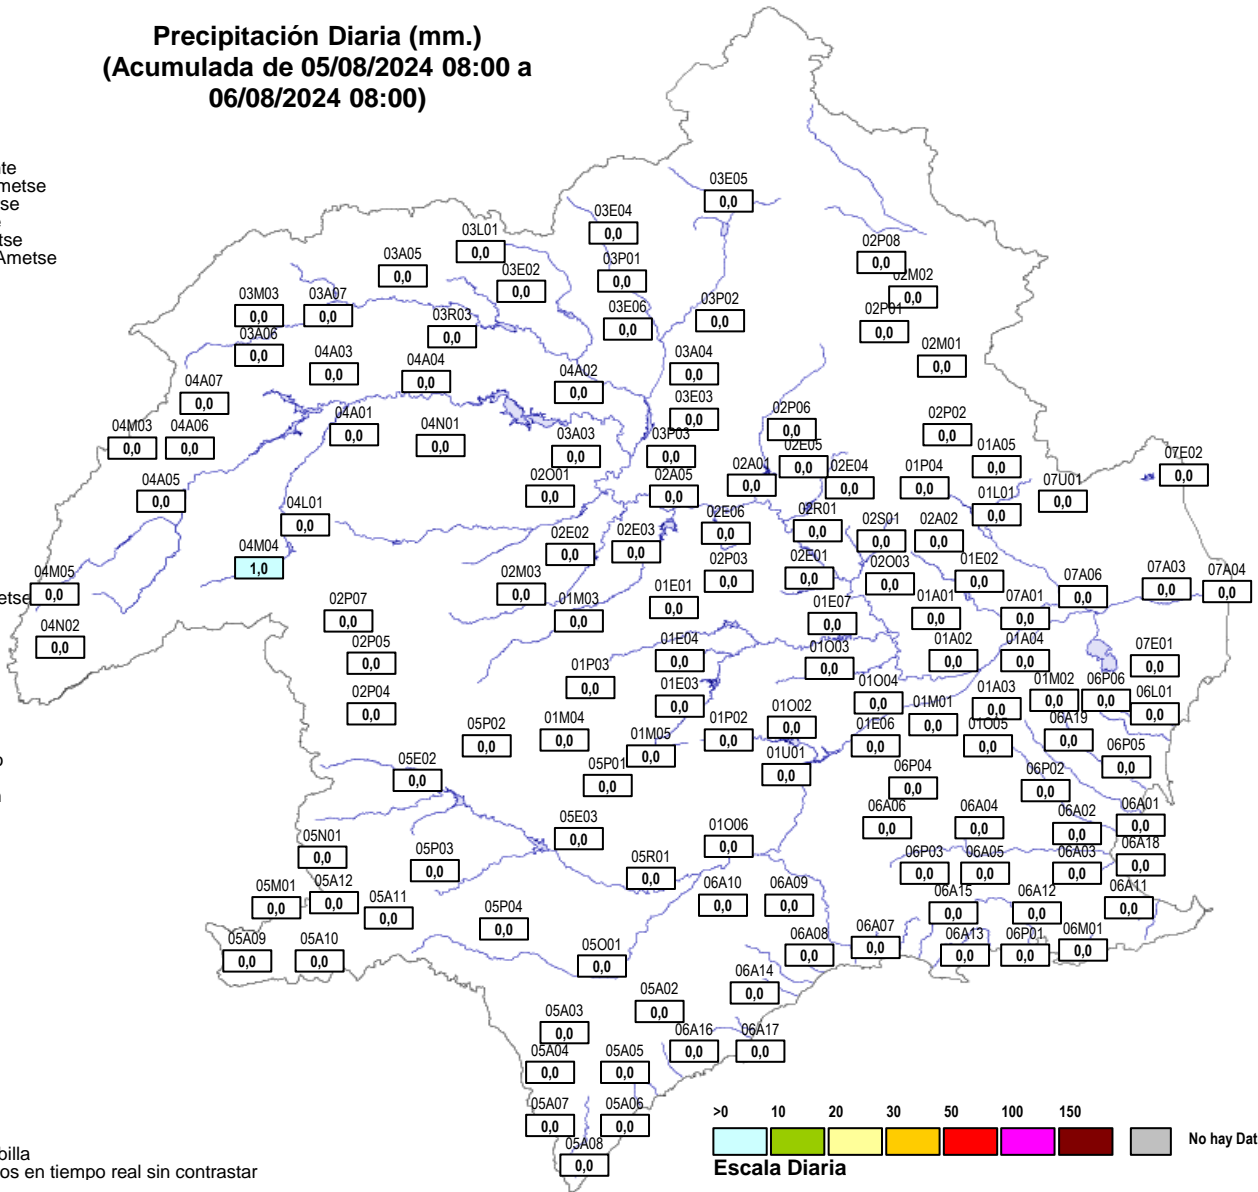 Precipitación Diaria (mm.)
(Acumulada de 05/08/2024 08:00 a
06/08/2024 08:00)
03E05
0,0
03E04
0,0
03L01
0,0
03A05
0,0
03E02
0,0
03P01
0,0
02P08
0,0
02M02
0,0
03M03
0,0
03A07
0,0
03R03
0,0
03E06
0,0
03P02
0,0
02P01
0,0
03A06
0,0
04A03
0,0
04A04
0,0
04A02
0,0
03A04
0,0
02M01
0,0
04A07
0,0
03E03
0,0
04M03
0,0
04A06
0,0
04A01
0,0
04N01
0,0
03A03
0,0
03P03
0,0
02P06
0,0
02E05
0,0
02P02
0,0
01A05
0,0
07E02
0,0
04A05
0,0
02O01
0,0
02A05
0,0
02A01
0,0
02E04
0,0
01P04
0,0
01L01
0,0
07U01
0,0
04L01
0,0
02E06
0,0
02R01
0,0
02S01
0,0
02A02
0,0
04M04
1,0
02E02
0,0
02E03
0,0
02P03
0,0
02E01
0,0
02O03
0,0
01E02
0,0
07A06
0,0
07A03
0,0
07A04
0,0
04M05
0,0
02M03
0,0
01M03
0,0
01E01
0,0
01E07
0,0
01A01
0,0
07A01
0,0
04N02
0,0
02P07
0,0
02P05
0,0
01E04
0,0
01O03
0,0
01A02
0,0
01A04
0,0
07E01
0,0
02P04
0,0
01P03
0,0
01E03
0,0
01O04
0,0
01M01
0,0
01A03
0,0
01M02
0,0
06P06
0,0
06L01
0,0
05P02
0,0
01M04
0,0
01M05
0,0
01P02
0,0
01O02
0,0
01E06
0,0
01O05
0,0
06A19
0,0
06P05
0,0
05E02
0,0
05P01
0,0
01U01
0,0
06P04
0,0
06P02
0,0
05E03
0,0
01O06
0,0
06A06
0,0
06A04
0,0
06A02
0,0
06A01
0,0
05N01
0,0
05P03
0,0
05R01
0,0
06P03
0,0
06A05
0,0
06A03
0,0
06A18
0,0
05M01
0,0
05A12
0,0
05A11
0,0
06A10
0,0
06A09
0,0
06A15
0,0
06A12
0,0
06A11
0,0
05P04
0,0
05A09
0,0
05A10
0,0
05O01
0,0
06A08
0,0
06A07
0,0
06A13
0,0
06P01
0,0
06M01
0,0
06A14
0,0
05A02
0,0
05A03
0,0
06A16
0,0
06A17
0,0
05A04
0,0
05A05
0,0
05A07
0,0
05A06
0,0
05A08
0,0
>0 10 20 30 50 100 150
No hay Dat
Escala Diaria
os en tiempo real sin contrastar